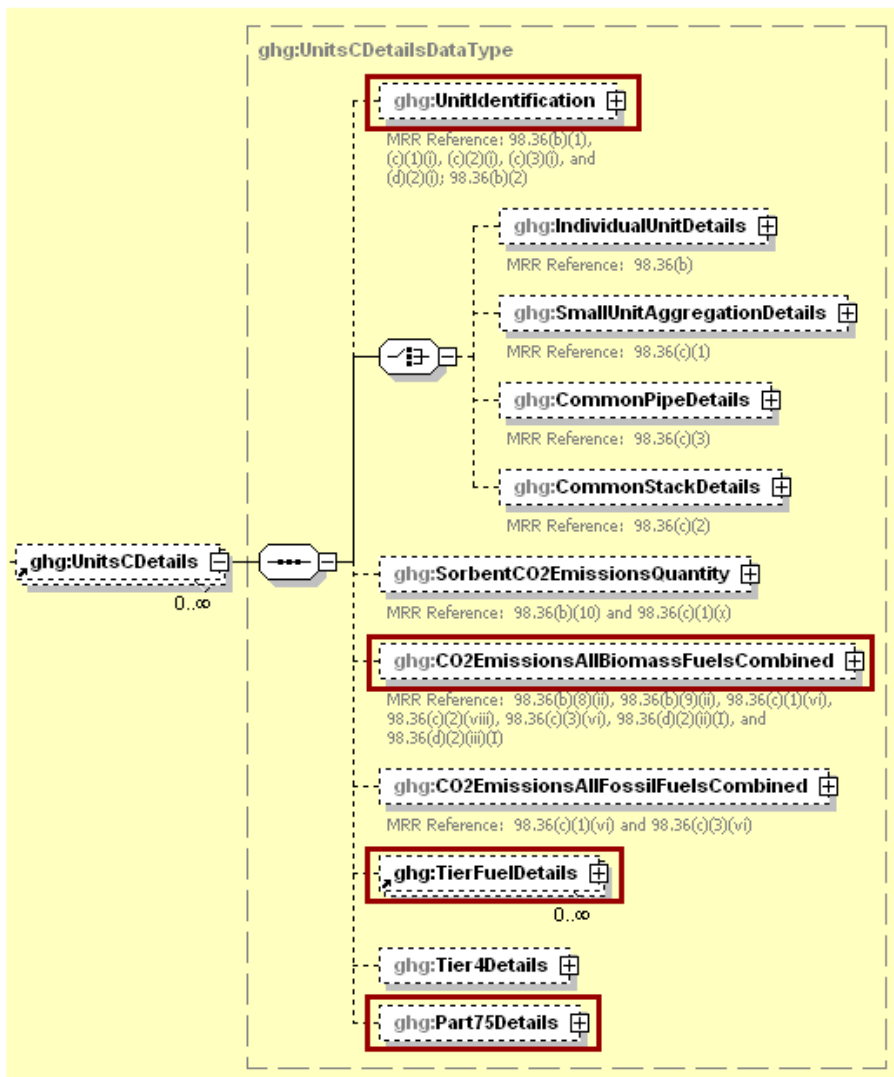 ghg:UnitsCDetailsDataType
ghg:UnitIdentification
MRR Reference: 98.36(b)(1),
(c)(1)(i), (c)(2)(i), (c)(3)(i), and
(d)(2)(i); 98.36(b)(2)
ghg:IndividualUnitDetails
MRR Reference: 98.36(b)
ghg:SmallUnitAggregationDetails
MRR Reference: 98.36(c)(1)
ghg:CommonPipeDetails
MRR Reference: 98.36(c)(3)
ghg:CommonStackDetails
MRR Reference: 98.36(c)(2)
ghg:UnitsCDetails
0..∞
ghg:SorbentCO2EmissionsQuantity
MRR Reference: 98.36(b)(10) and 98.36(c)(1)(x)
ghg:CO2EmissionsAllBiomassFuelsCombined
MRR Reference: 98.36(b)(8)(ii), 98.36(b)(9)(ii), 98.36(c)(1)(vi),
98.36(c)(2)(viii), 98.36(c)(3)(vi), 98.36(d)(2)(ii)(I), and
98.36(d)(2)(iii)(I)
ghg:CO2EmissionsAllFossilFuelsCombined
MRR Reference: 98.36(c)(1)(vi) and 98.36(c)(3)(vi)
ghg:TierFuelDetails
0..∞
ghg:Tier4Details
ghg:Part75Details